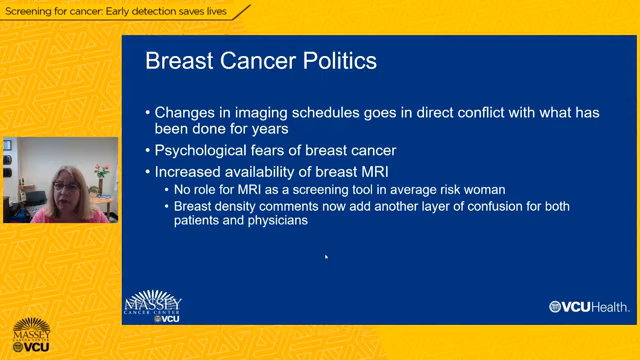 Screening for cancer: Early detection saves lives
Breast Cancer Politics
• Changes in imaging schedules goes in direct conflict with what has
been done for years
• Psychological fears of breast cancer
• Increased availability of breast MRI
• No role for MRI as a screening tool in average risk woman
• Breast density comments now add another layer of confusion for both
patients and physicians
MASSEY
CANCER CENTER
VCU
VCUHealth.
MASSEY
CANCER CENTER
VCU